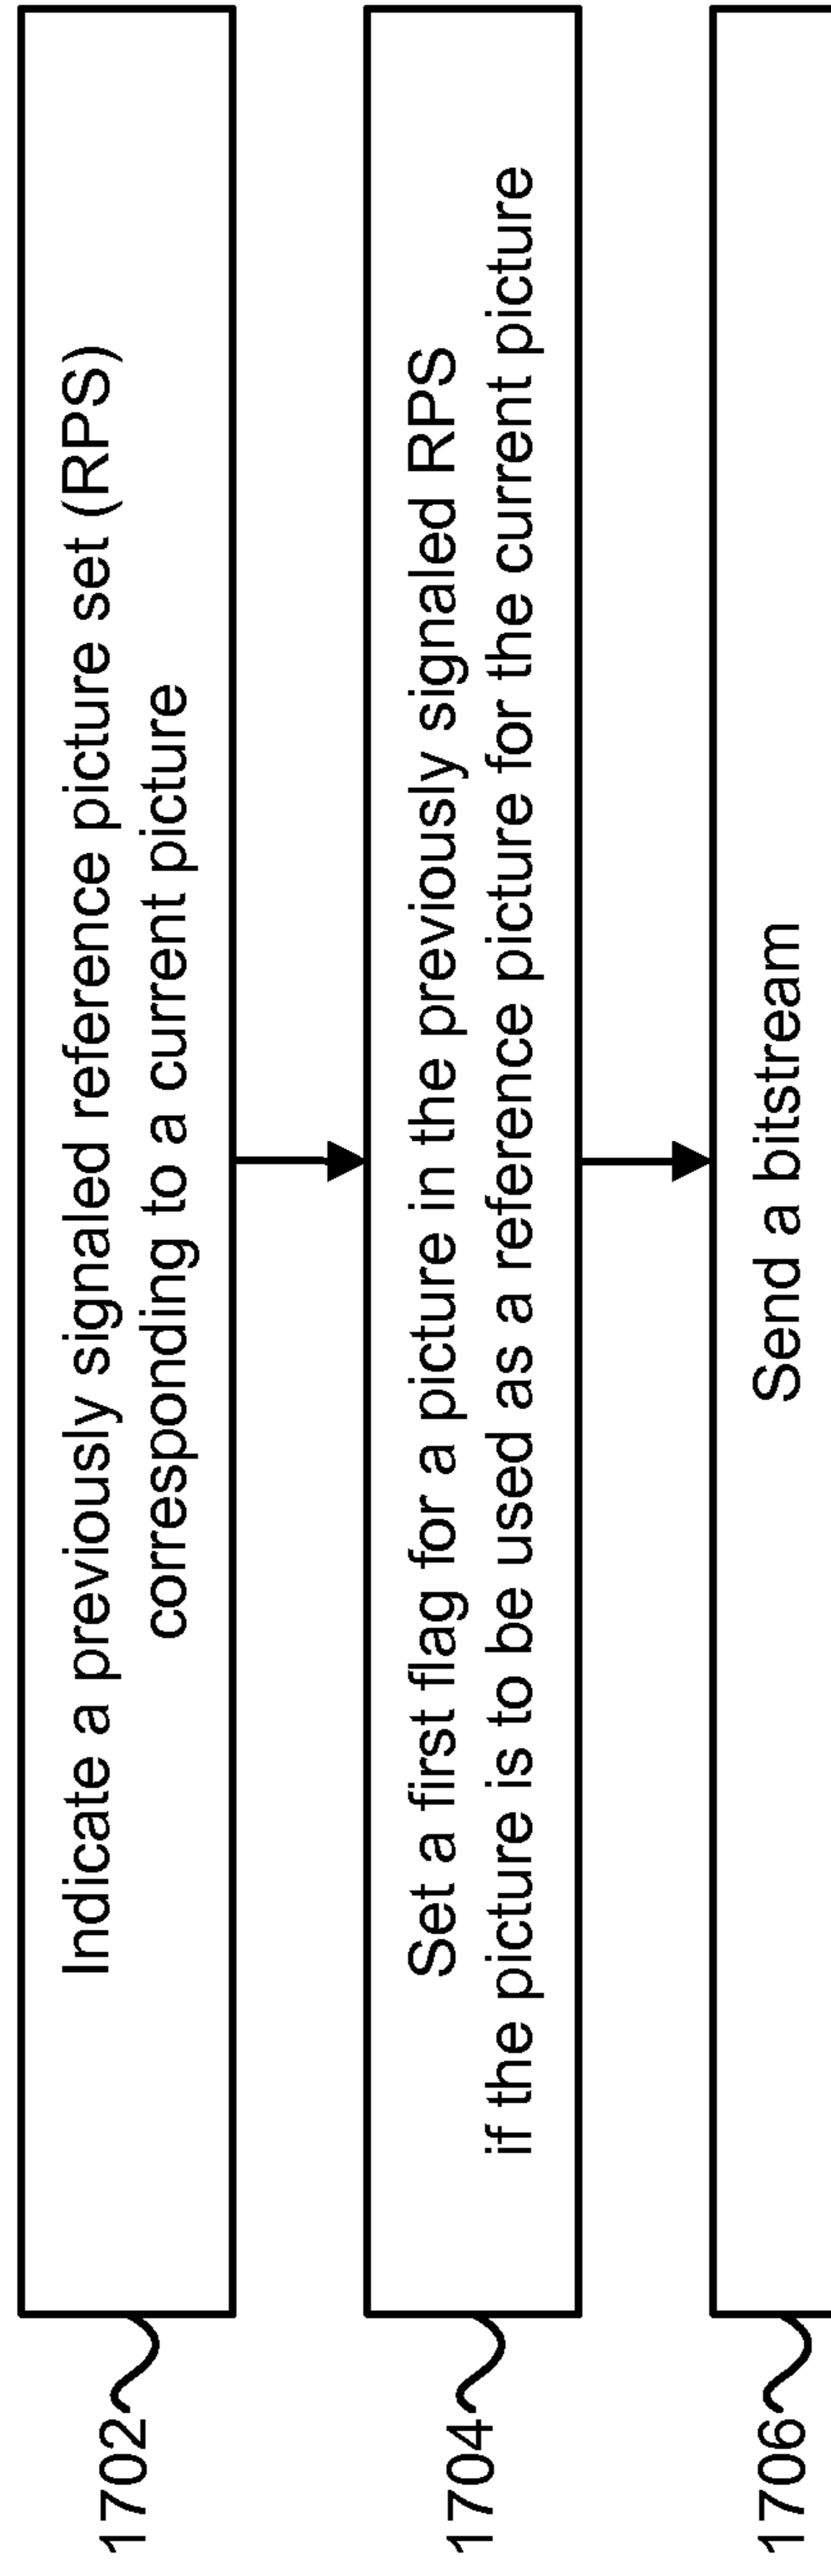 1702
Indicate a previously signaled reference picture set (RPS)
corresponding to a current picture
1704
Set a first flag for a picture in the previously signaled RPS
if the picture is to be used as a reference picture for the current picture
1706
Send a bitstream